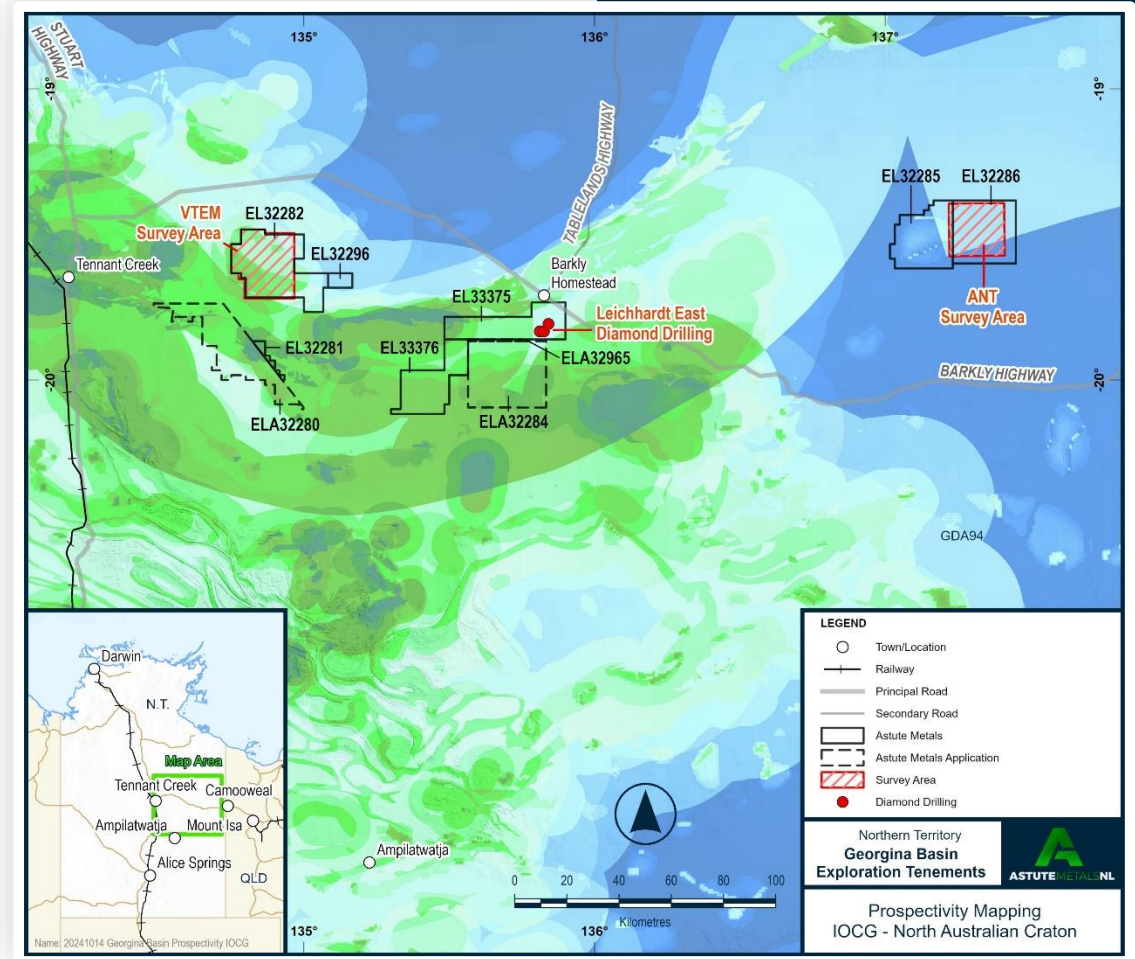 135°
136°
137°
-19°
-19°
STUART
HIGHWAY
TABLELANDS HIGHWAY
EL32285
EL32286
VTEM
Survey Area
EL32282
EL32296
Tennant Creek
Barkly
Homestead
ANT
Survey Area
EL33375
Leichhardt East
Diamond Drilling
EL32281
EL33376
ELA32965
-20°
-20°
BARKLY HIGHWAY
ELA32280
ELA32284
GDA94
Ampilatwatja
0 20 40 60 80 100
Kilometres
135°
136°
Darwin
N.T.
Map Area
Tennant Creek
Camooweal
Ampilatwatja
Mount Isa
Alice Springs
QLD
Name: 20241014 Georgina Basin Prospectivity IOCG
LEGEND
Town/Location
Railway
Principal Road
Secondary Road
Astute Metals
Astute Metals Application
Survey Area
Diamond Drilling
Northern Territory
Georgina Basin
Exploration Tenements
ASTUTEMETALSNL
Prospectivity Mapping
IOCG - North Australian Craton